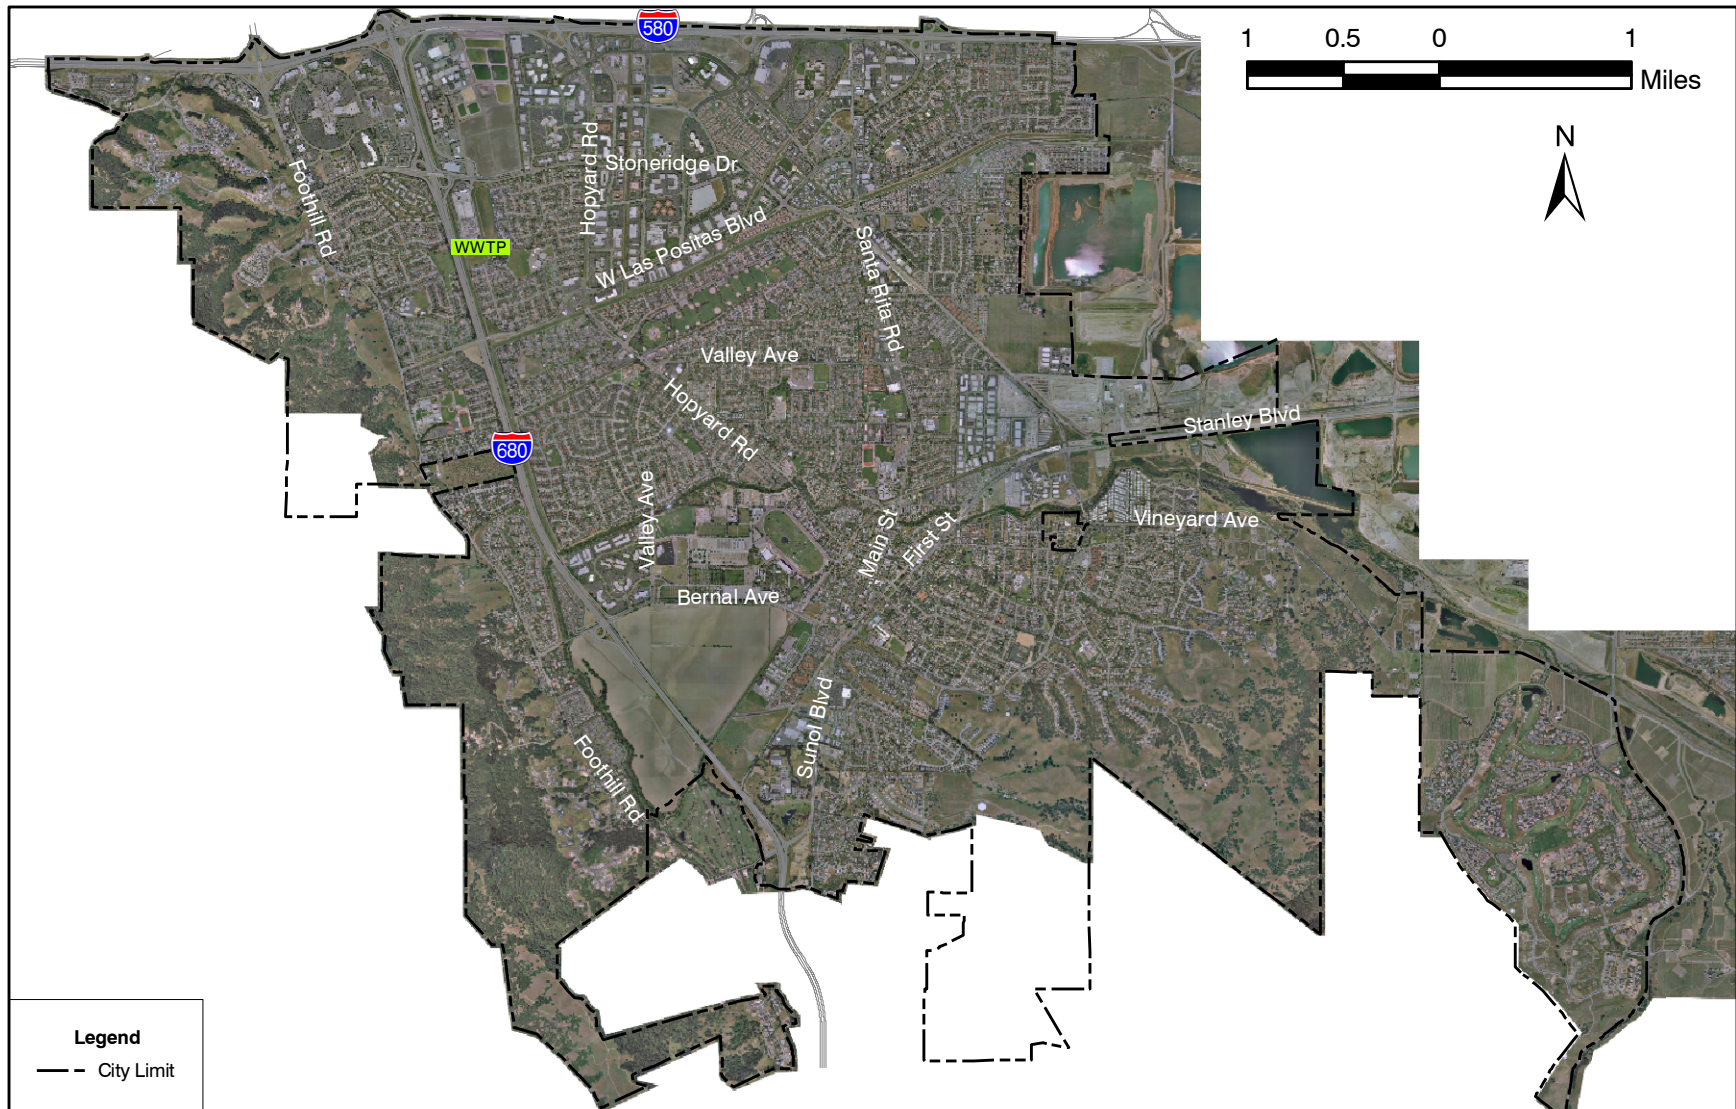 580
1 0.5 0 1
Miles
N
Hopyard Rd
Stoneridge Dr
Foothill Rd
WWTP
W Las Positas Blvd
Santa Rita Rd
Valley Ave
Hopyard Rd
Stanley Blvd
680
Valley Ave
Main St
First St
Vineyard Ave
Bernal Ave
Sunol Blvd
Foothill Rd
Legend
City Limit